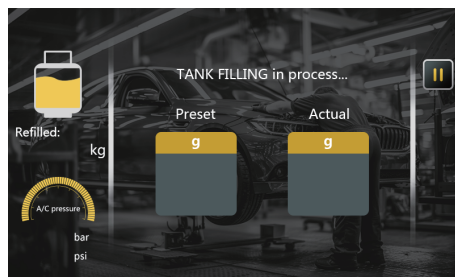 TANK FILLING in process...
Preset
Actual
g
g
Refilled:
kg
A/C pressure
bar
psi